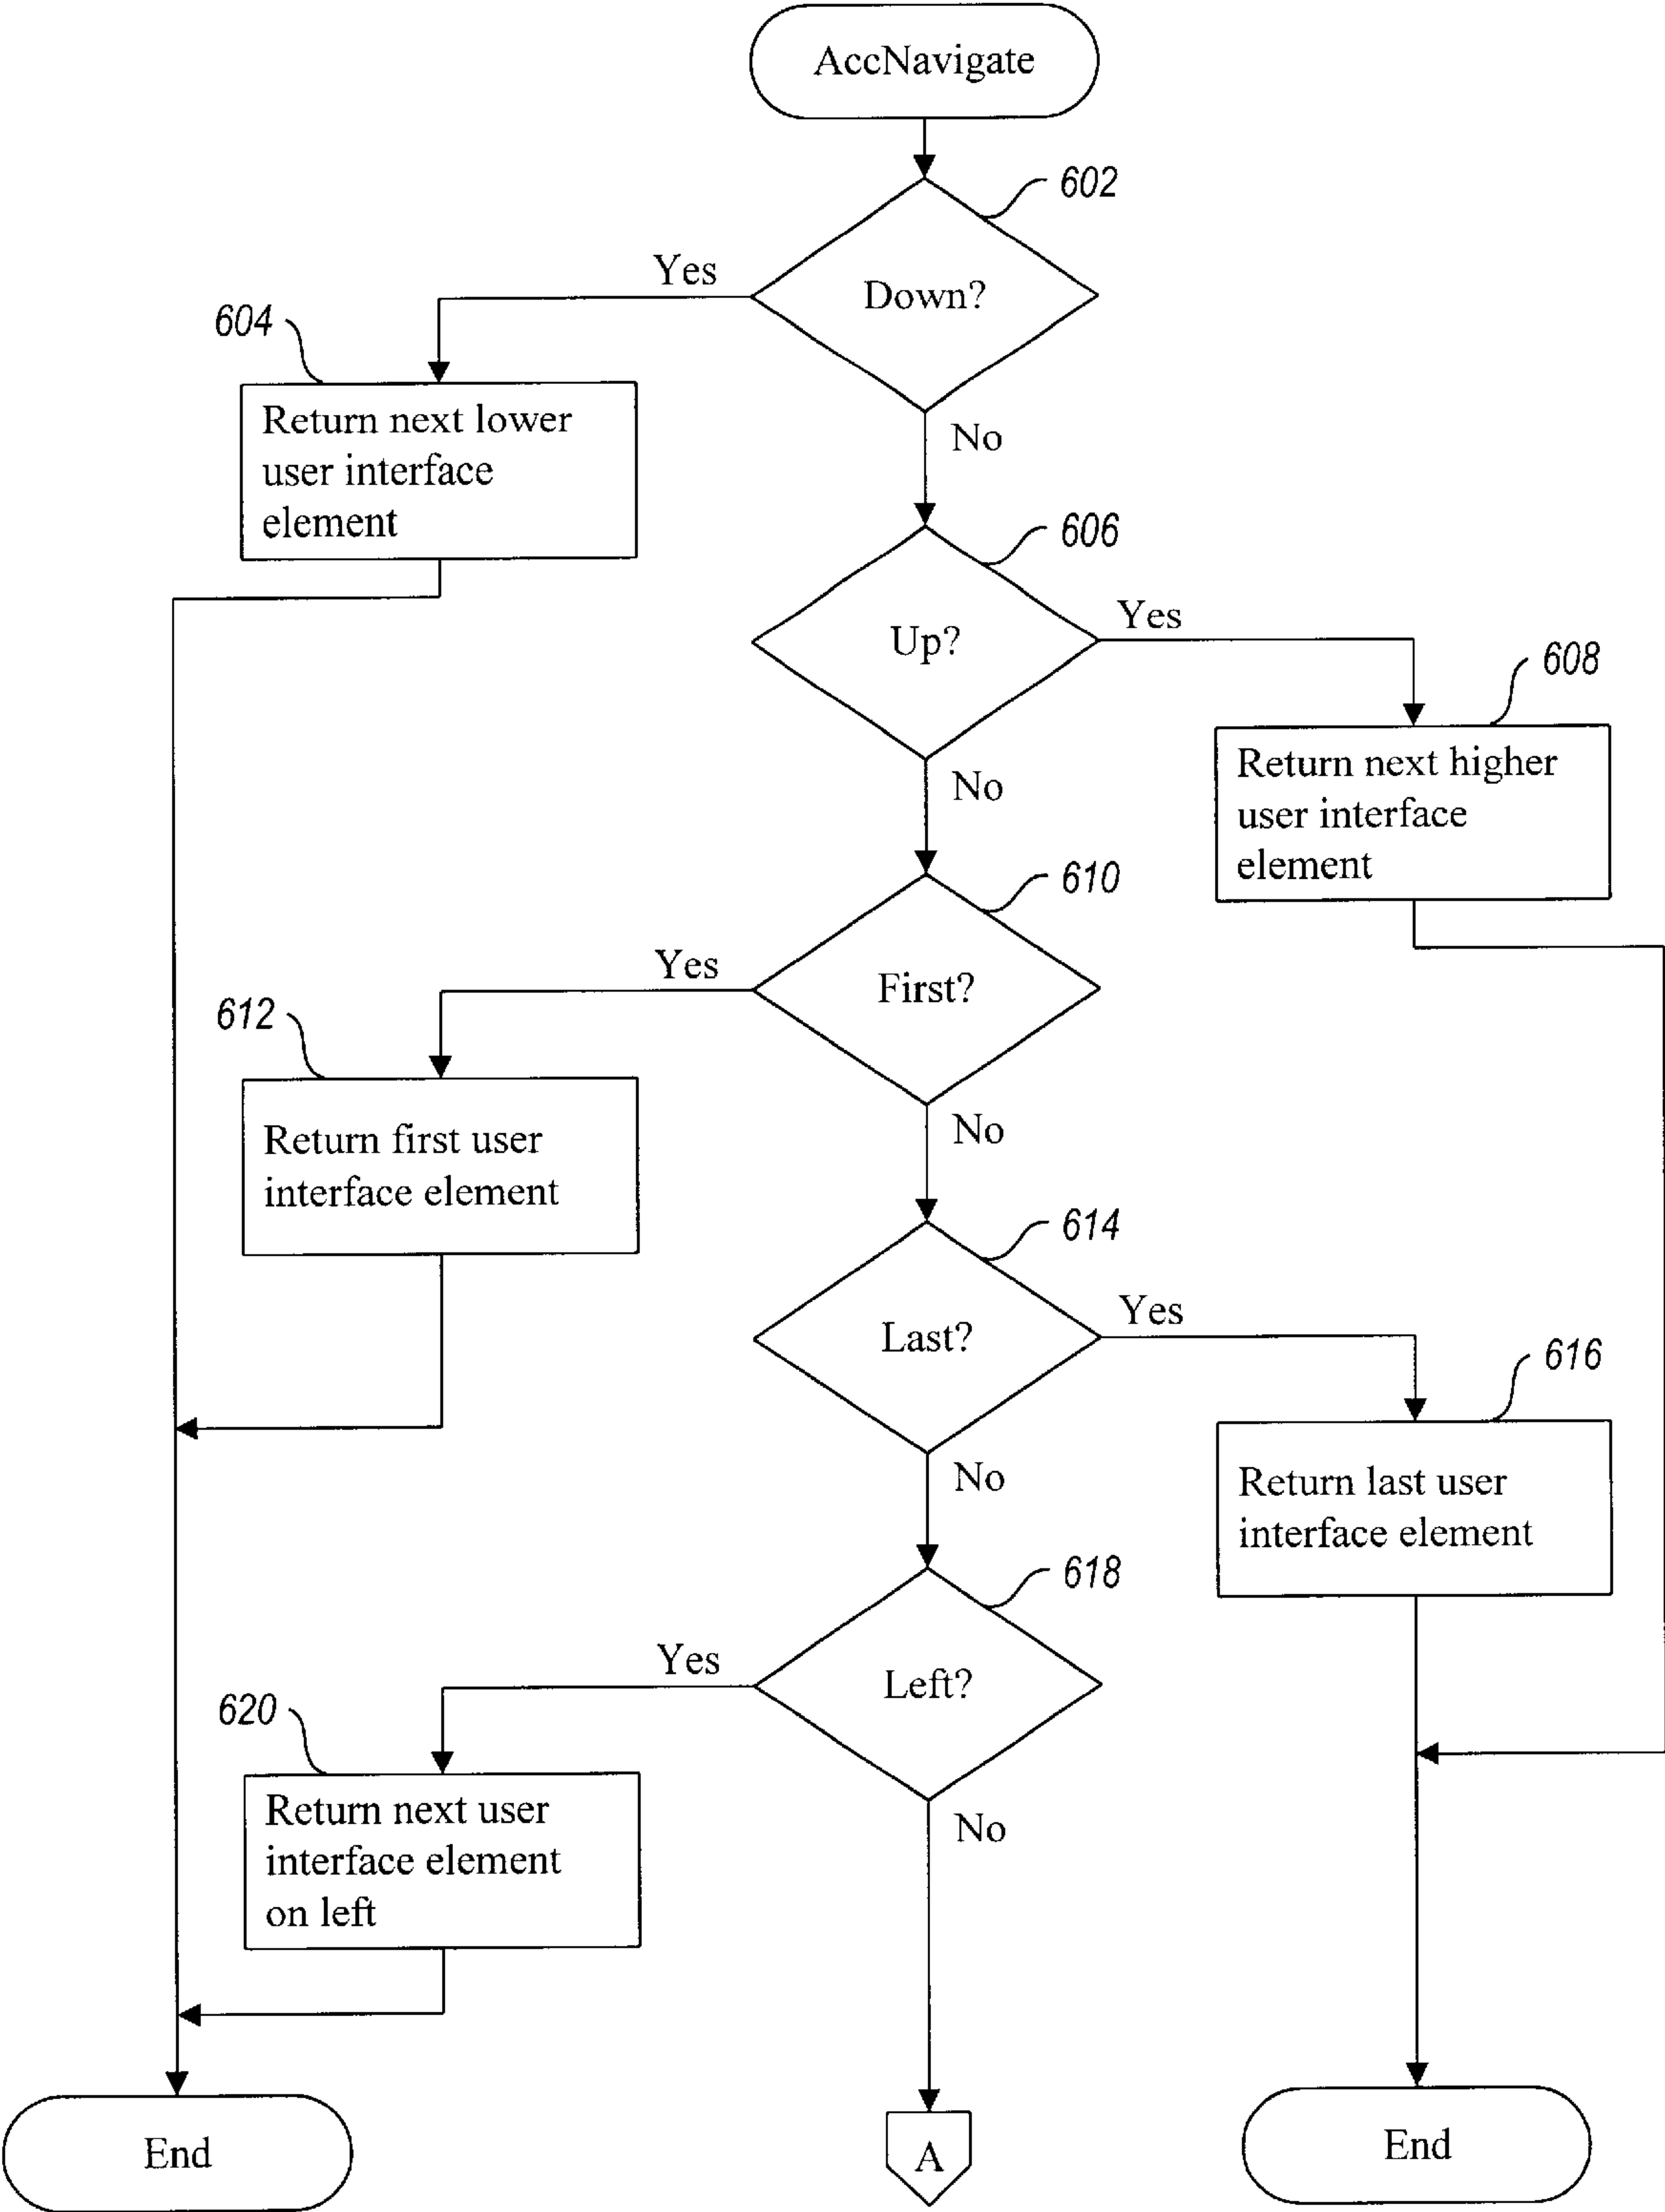 AccNavigate
602
Down?
Yes
604
Return next lower
user interface
element
No
606
Up?
Yes
608
Return next higher
user interface
element
No
610
First?
Yes
612
Return first user
interface element
No
614
Last?
Yes
616
Return last user
interface element
No
618
Left?
Yes
620
Return next user
interface element
on left
No
End
A
End